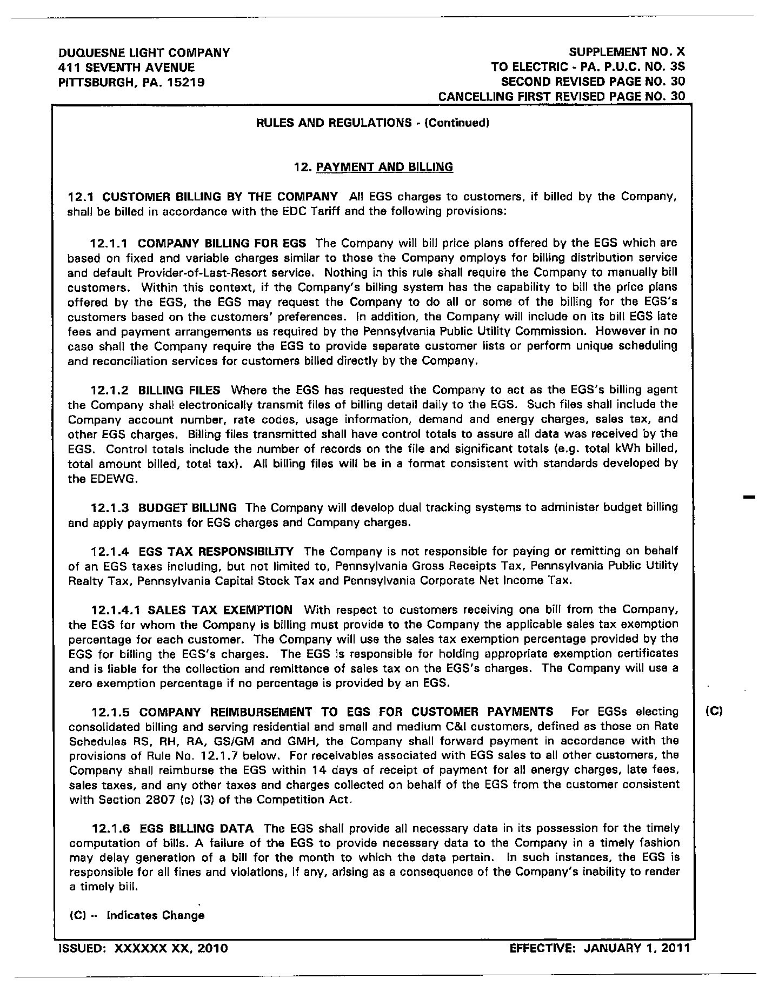 DUQUESNE LIGHT COMPANY
411 SEVENTH AVENUE
PITTSBURGH, PA. 15219
SUPPLEMENT NO. X
TO ELECTRIC - PA. P.U.C. NO. 3S
SECOND REVISED PAGE NO. 30
CANCELLING FIRST REVISED PAGE NO. 30
RULES AND REGULATIONS - (Continued)
12. PAYMENT AND BILLING
12.1 CUSTOMER BILLING BY THE COMPANY All EGS charges to customers, if billed by the Company,
shall be billed in accordance with the EDC Tariff and the following provisions:
12.1.1 COMPANY BILLING FOR EGS The Company will bill price plans offered by the EGS which are
based on fixed and variable charges similar to those the Company employs for billing distribution service
and default Provider-of-Last-Resort service. Nothing in this rule shall require the Company to manually bill
customers. Within this context, if the Company's billing system has the capability to bill the price plans
offered by the EGS, the EGS may request the Company to do all or some of the billing for the EGS's
customers based on the customers' preferences. In addition, the Company will include on its bill EGS late
fees and payment arrangements as required by the Pennsylvania Public Utility Commission. However in no
case shall the Company require the EGS to provide separate customer lists or perform unique scheduling
and reconciliation services for customers billed directly by the Company.
12.1.2 BILLING FILES Where the EGS has requested the Company to act as the EGS's billing agent
the Company shall electronically transmit files of billing detail daily to the EGS. Such files shall include the
Company account number, rate codes, usage information, demand and energy charges, sales tax, and
other EGS charges. Billing files transmitted shall have control totals to assure all data was received by the
EGS. Control totals include the number of records on the file and significant totals (e.g. total kWh billed,
total amount billed, total tax). All billing files will be in a format consistent with standards developed by
the EDEWG.
12.1.3 BUDGET BILLING The Company will develop dual tracking systems to administer budget billing
and apply payments for EGS charges and Company charges.
12.1.4 EGS TAX RESPONSIBILITY The Company is not responsible for paying or remitting on behalf
of an EGS taxes including, but not limited to, Pennsylvania Gross Receipts Tax, Pennsylvania Public Utility
Realty Tax, Pennsylvania Capital Stock Tax and Pennsylvania Corporate Net Income Tax.
12.1.4.1 SALES TAX EXEMPTION With respect to customers receiving one bill from the Company,
the EGS for whom the Company is billing must provide to the Company the applicable sales tax exemption
percentage for each customer. The Company will use the sales tax exemption percentage provided by the
EGS for billing the EGS's charges. The EGS is responsible for holding appropriate exemption certificates
and is liable for the collection and remittance of sales tax on the EGS's charges. The Company will use a
zero exemption percentage if no percentage is provided by an EGS.
12.1.5 COMPANY REIMBURSEMENT TO EGS FOR CUSTOMER PAYMENTS For EGSs electing (C)
consolidated billing and serving residential and small and medium C&I customers, defined as those on Rate
Schedules RS, RH, RA, GS/GM and GMH, the Company shall forward payment in accordance with the
provisions of Rule No. 12.1.7 below. For receivables associated with EGS sales to all other customers, the
Company shall reimburse the EGS within 14 days of receipt of payment for all energy charges, late fees,
sales taxes, and any other taxes and charges collected on behalf of the EGS from the customer consistent
with Section 2807 (c) (3) of the Competition Act.
12.1.6 EGS BILLING DATA The EGS shall provide all necessary data in its possession for the timely
computation of bills. A failure of the EGS to provide necessary data to the Company in a timely fashion
may delay generation of a bill for the month to which the data pertain. In such instances, the EGS is
responsible for all fines and violations, if any, arising as a consequence of the Company's inability to render
a timely bill.
(C) -- Indicates Change
ISSUED: XXXXXX XX, 2010
EFFECTIVE: JANUARY 1, 2011